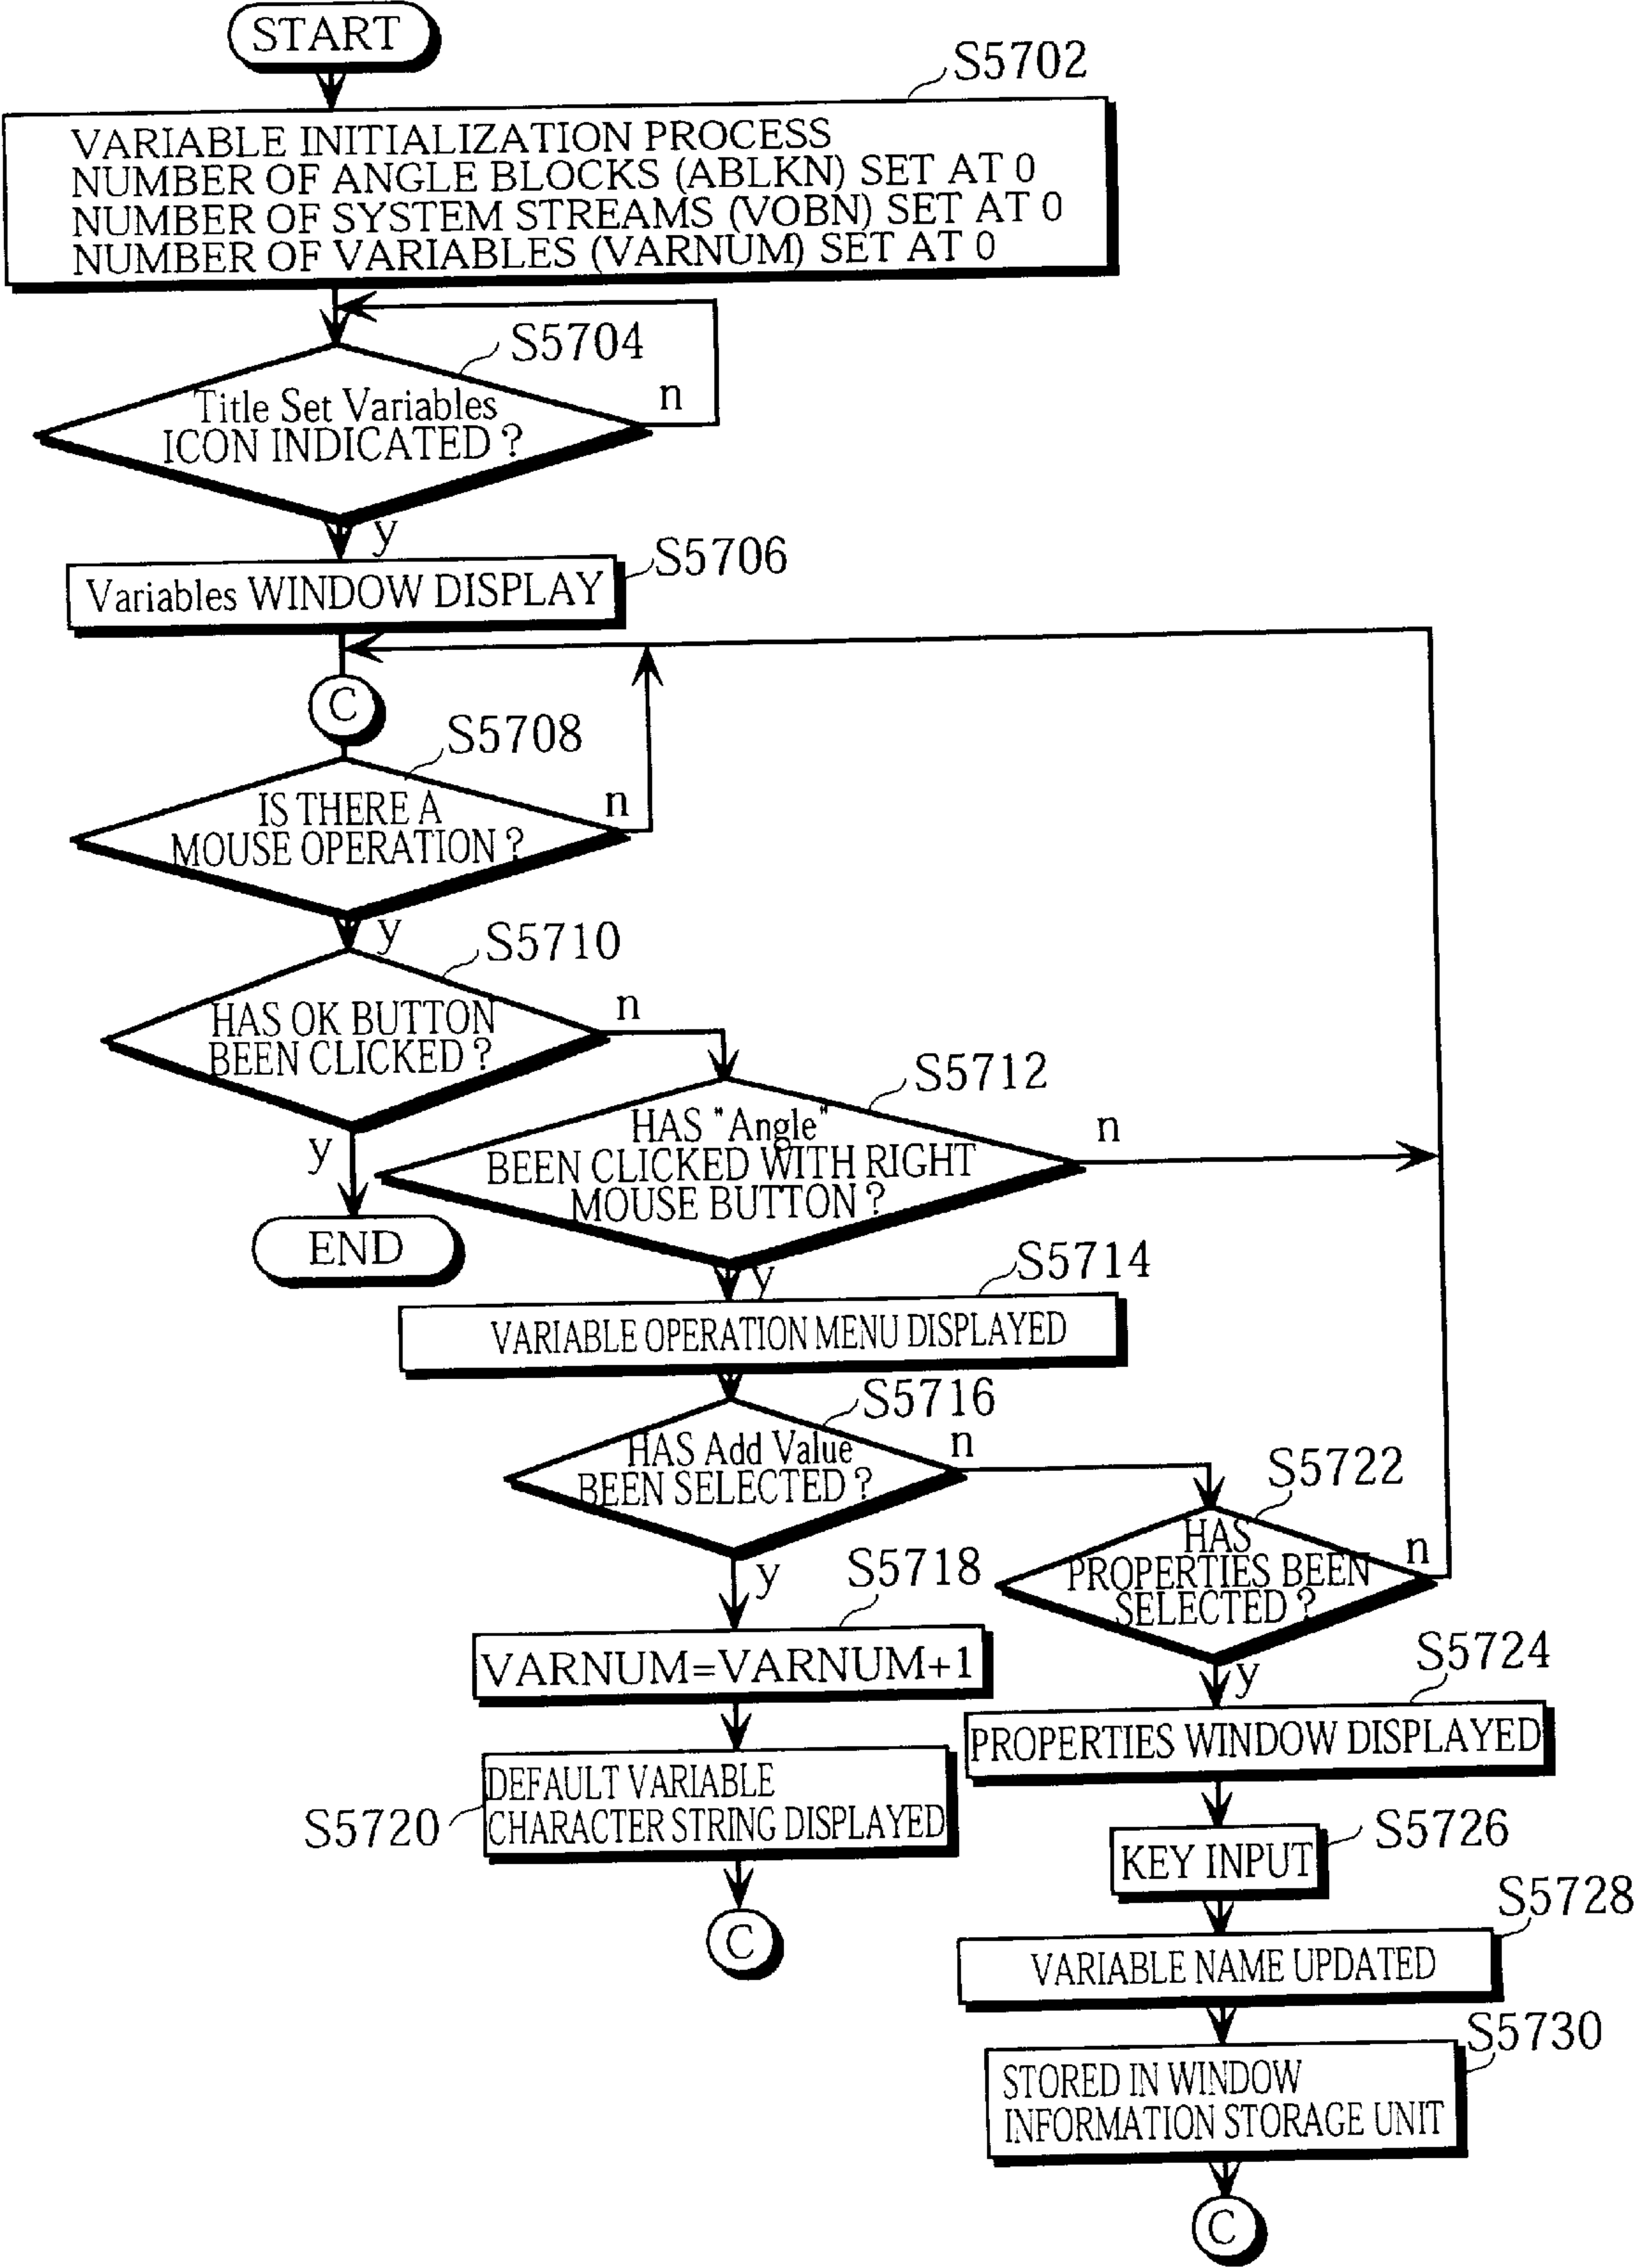 START
S5702
VARIABLE INITIALIZATION PROCESS
NUMBER OF ANGLE BLOCKS (ABLKN) SET AT 0
NUMBER OF SYSTEM STREAMS (VOBN) SET AT 0
NUMBER OF VARIABLES (VARNUM) SET AT 0
S5704
Title Set Variables
ICON INDICATED ?
n
y
S5706
Variables WINDOW DISPLAY
C
S5708
IS THERE A
MOUSE OPERATION ?
n
y
S5710
HAS OK BUTTON
BEEN CLICKED ?
n
y
END
S5712
HAS "Angle"
BEEN CLICKED WITH RIGHT
MOUSE BUTTON ?
n
y
S5714
VARIABLE OPERATION MENU DISPLAYED
S5716
HAS Add Value
BEEN SELECTED ?
n
y
S5718
VARNUM=VARNUM+1
S5720
DEFAULT VARIABLE
CHARACTER STRING DISPLAYED
C
S5722
HAS
PROPERTIES BEEN
SELECTED ?
n
y
S5724
PROPERTIES WINDOW DISPLAYED
S5726
KEY INPUT
S5728
VARIABLE NAME UPDATED
S5730
STORED IN WINDOW
INFORMATION STORAGE UNIT
C